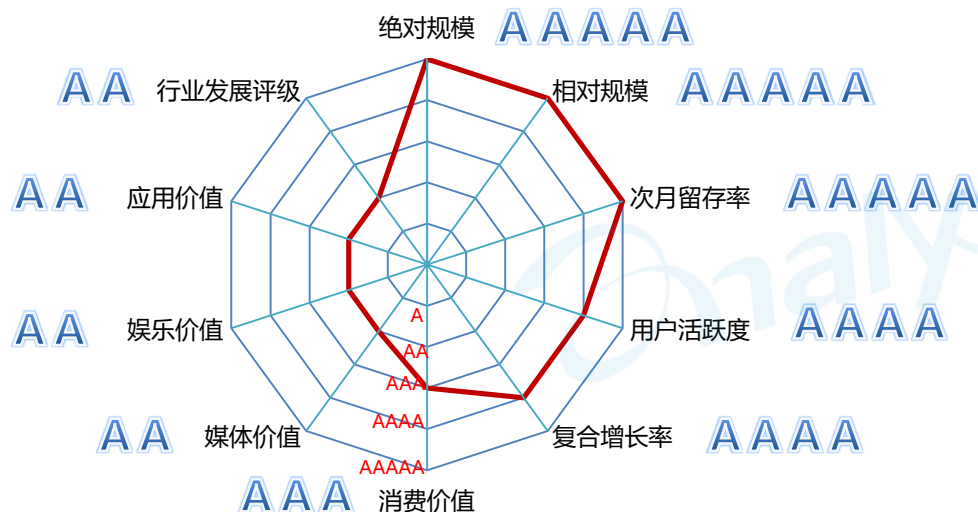 绝对规模 AAAAA
行业发展评级 AA
相对规模 AAAAA
应用价值 AA
次月留存率 AAAAA
娱乐价值 AA
用户活跃度 AAAA
媒体价值 AA
复合增长率 AAAA
消费价值 AAA
A
AA
AAA
AAAA
AAAAA